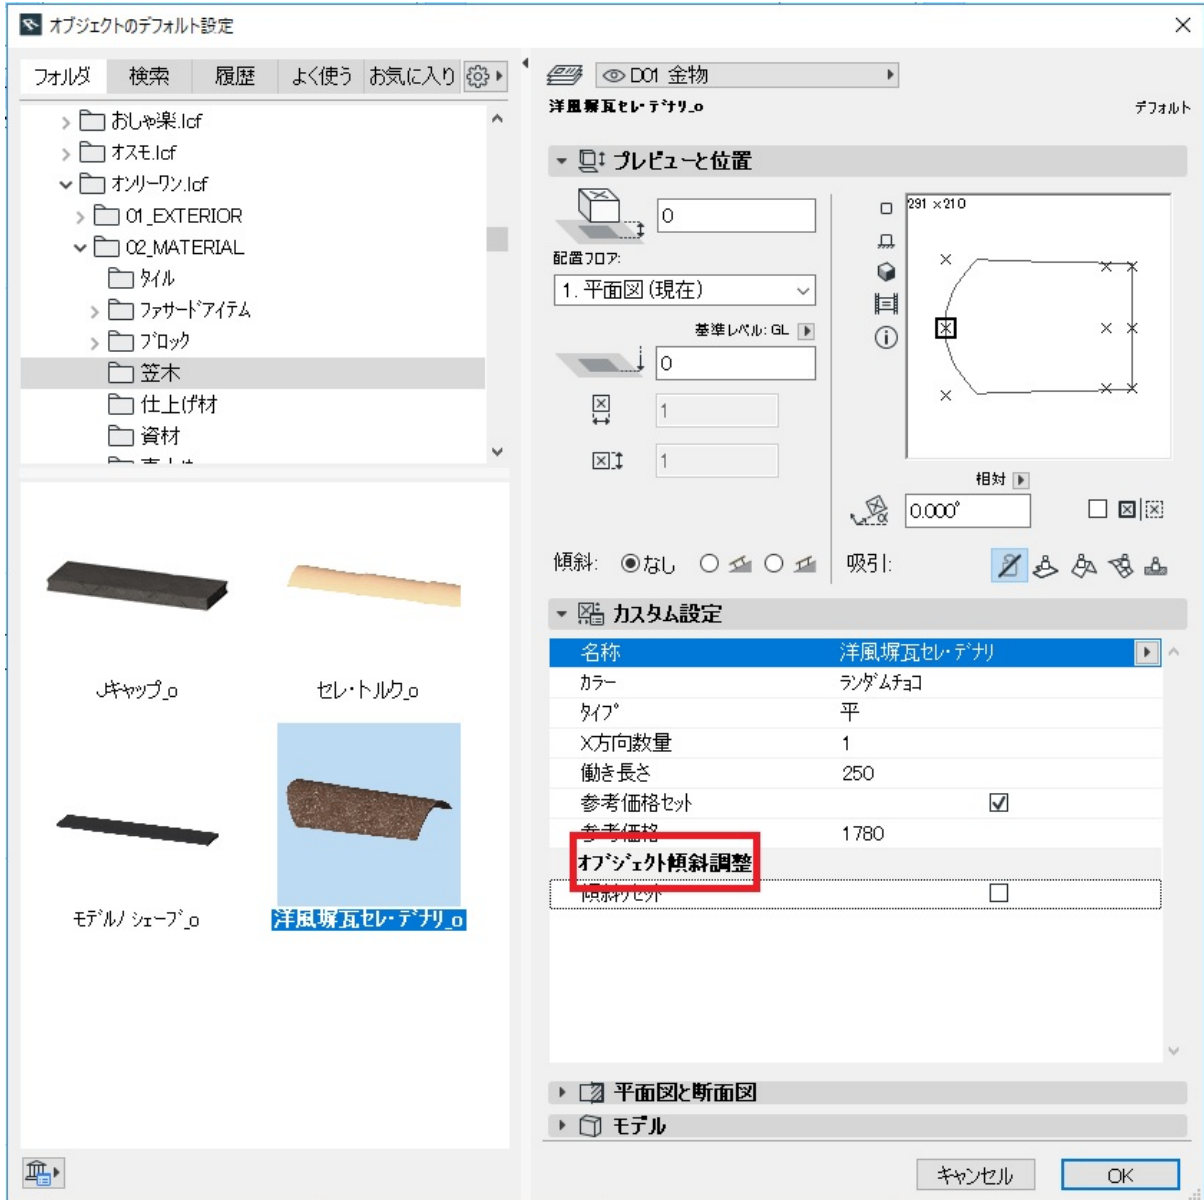 オブジェクトのデフォルト設定
フォルダ 検索 履歴 よく使う お気に入り
おしゃ楽.lcf
オスモ.lcf
オンリーワン.lcf
01_EXTERIOR
02_MATERIAL
タイル
ファサードアイテム
ブロック
笠木
仕上げ材
資材
Jキャップ_o
セレ・トルク_o
モデルノ シェーブ_o
洋風塀瓦セレ・デナリ_o
D01 金物
洋風塀瓦セレ・デナリ_o
デフォルト
プレビューと位置
0
配置フロア:
1. 平面図 (現在)
基準レベル: GL
0
1
1
291 x210
相対
0.000°
α
傾斜: なし
吸引:
カスタム設定
名称 洋風塀瓦セレ・デナリ
カラー ランダムチョコ
タイプ 平
X方向数量 1
働き長さ 250
参考価格セット
参考価格 1780
オブジェクト傾斜調整
傾斜リセット
平面図と断面図
モデル
キャンセル OK